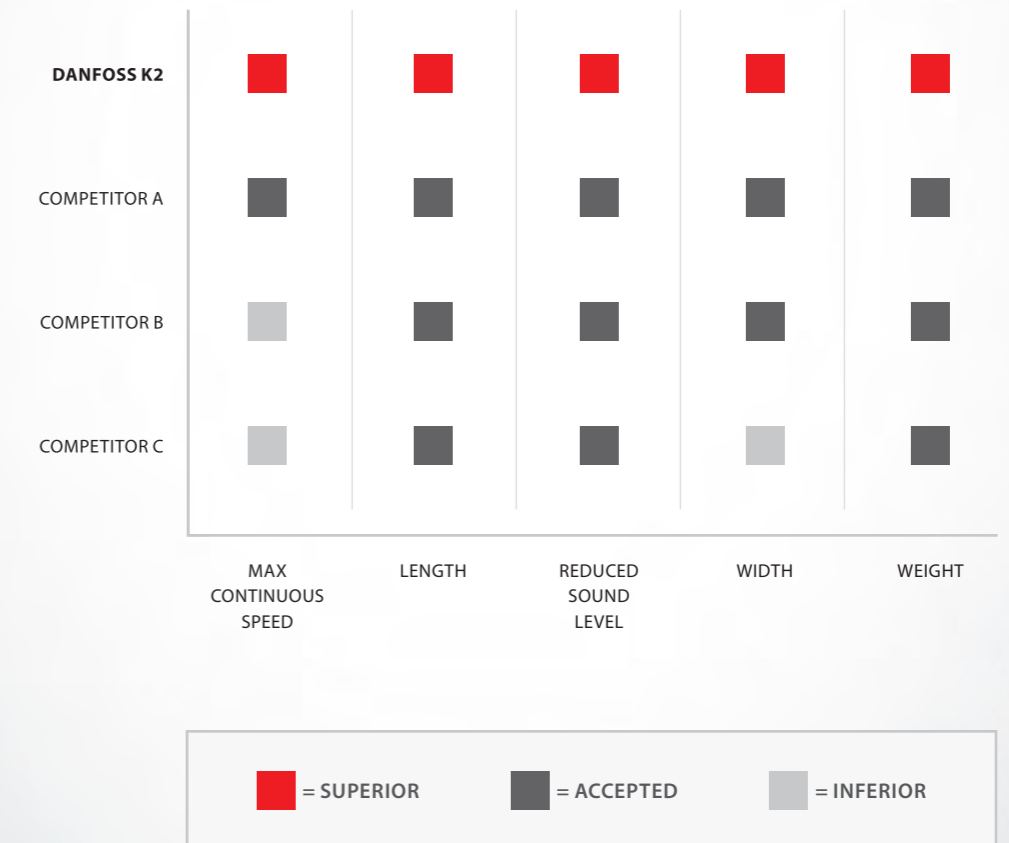 DANFOSS K2
COMPETITOR A
COMPETITOR B
COMPETITOR C
MAX
CONTINUOUS
SPEED
LENGTH
REDUCED
SOUND
LEVEL
WIDTH
WEIGHT
= SUPERIOR
= ACCEPTED
= INFERIOR